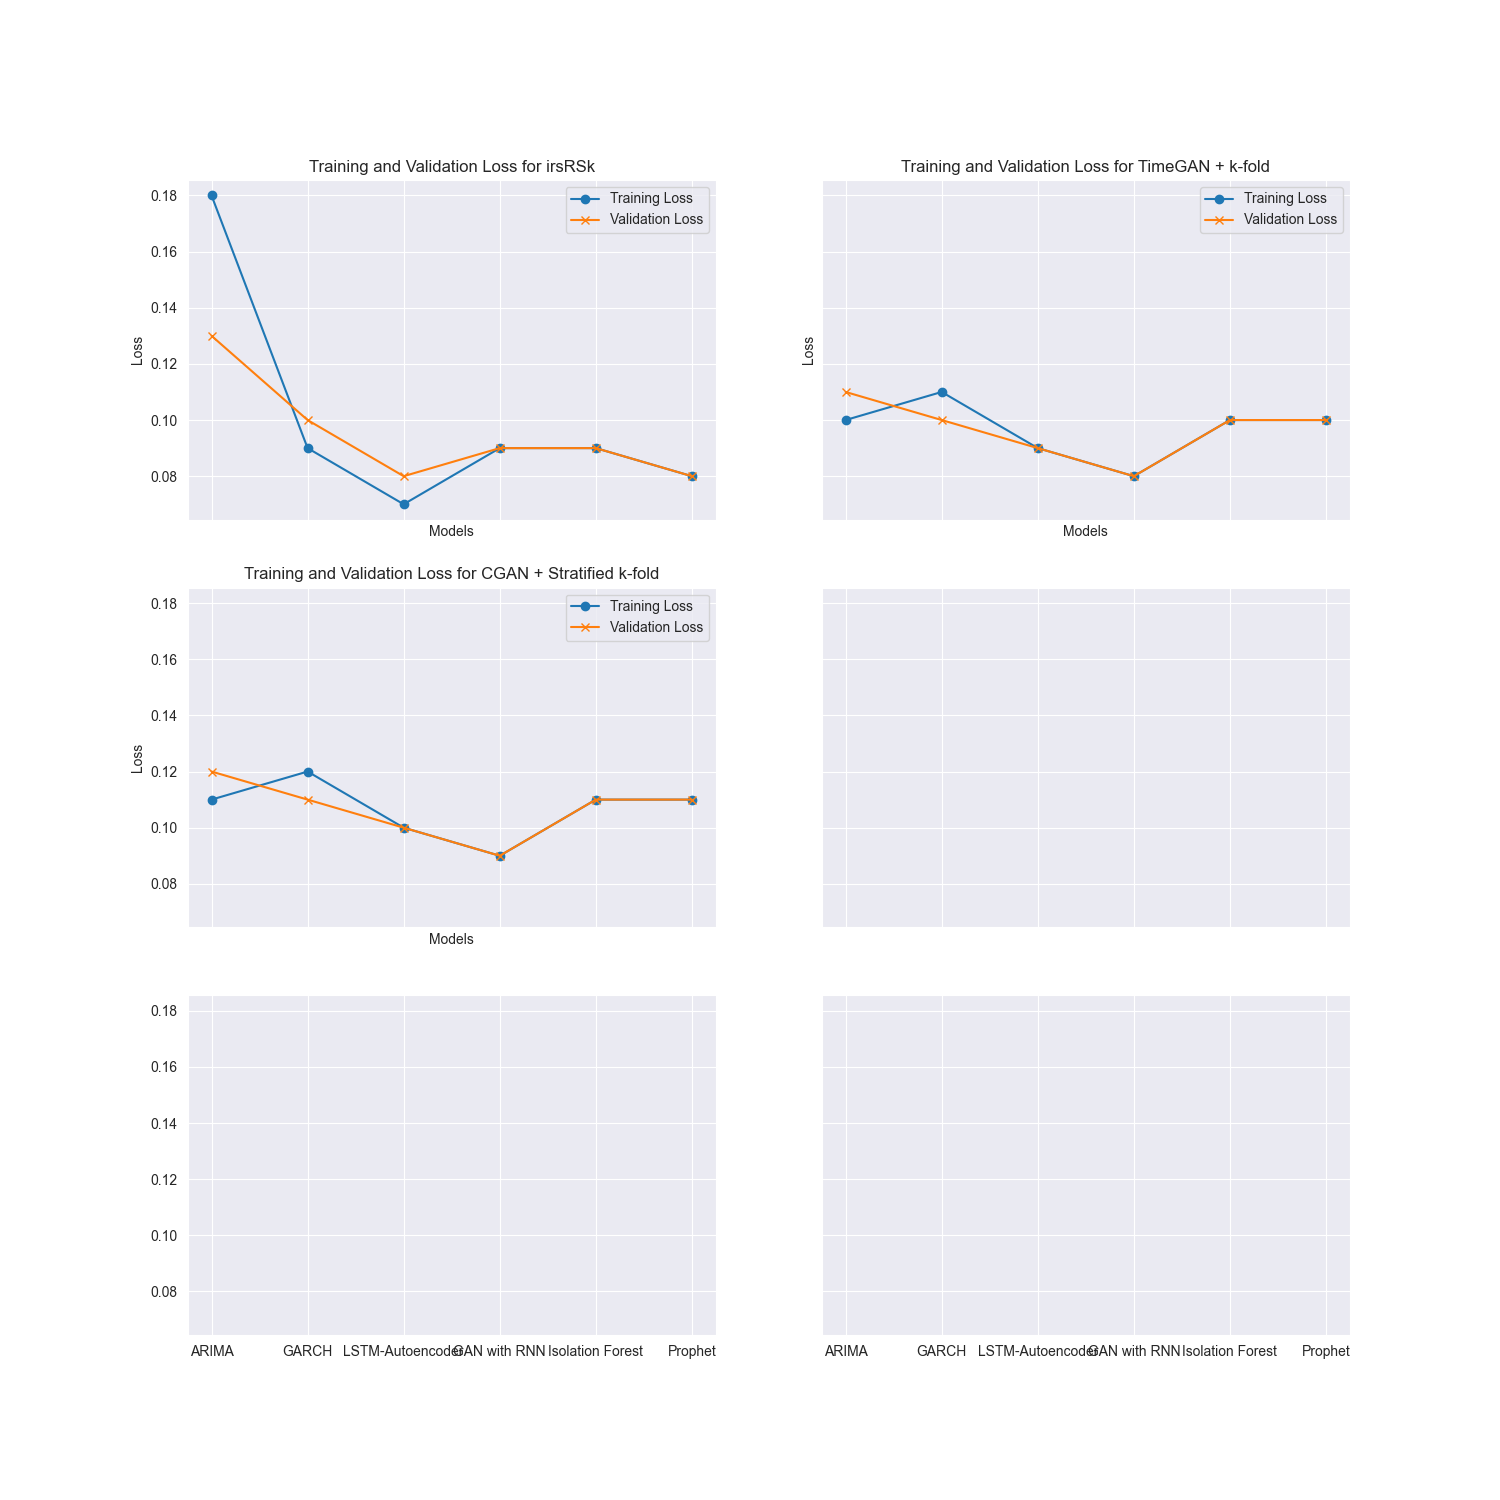 Training and Validation Loss for irsRSk
0.18
0.16
0.14
0.12
0.10
0.08
Loss
Training Loss
Validation Loss
Models
Training and Validation Loss for TimeGAN + k-fold
Loss
Training Loss
Validation Loss
Models
Training and Validation Loss for CGAN + Stratified k-fold
0.18
0.16
0.14
0.12
0.10
0.08
Loss
Training Loss
Validation Loss
Models
0.18
0.16
0.14
0.12
0.10
0.08
ARIMA GARCH LSTM-Autoencoder GAN with RNN Isolation Forest Prophet
ARIMA GARCH LSTM-Autoencoder GAN with RNN Isolation Forest Prophet